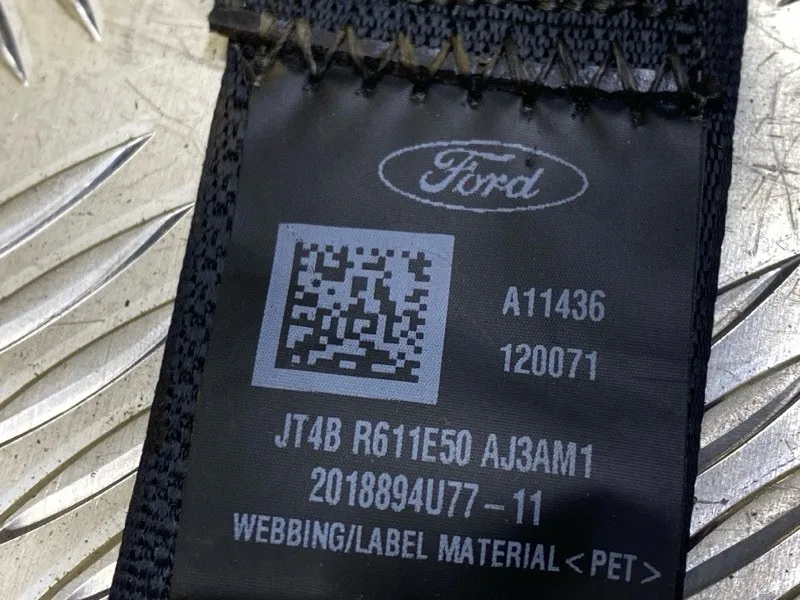 Ford
A11436
120071
JT4B R611E50 AJ3AM1
2018894U77-11
WEBBING/LABEL MATERIAL <PET>